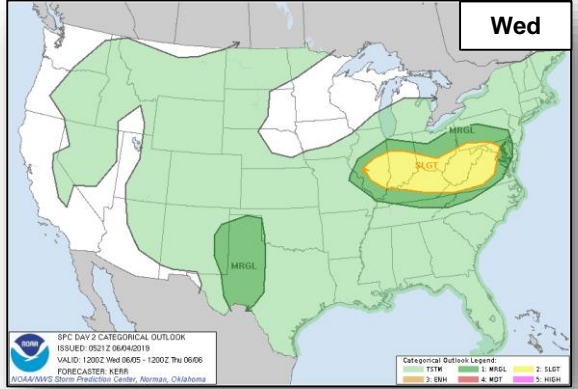 Wed
MRGL
SLGT
MRGL
SPC DAY 2 CATEGORICAL OUTLOOK
ISSUED: 0521Z 06/04/2019
VALID: 1200Z Wed 06/05 - 1200Z Thu 06/06
FORECASTER: KERR
NOAA/NWS Storm Prediction Center, Norman, Oklahoma
NOAA
Categorical Outlook Legend:
TSTM 1: MRGL 2: SLGT
3: ENH 4: MDT 5: HIGH